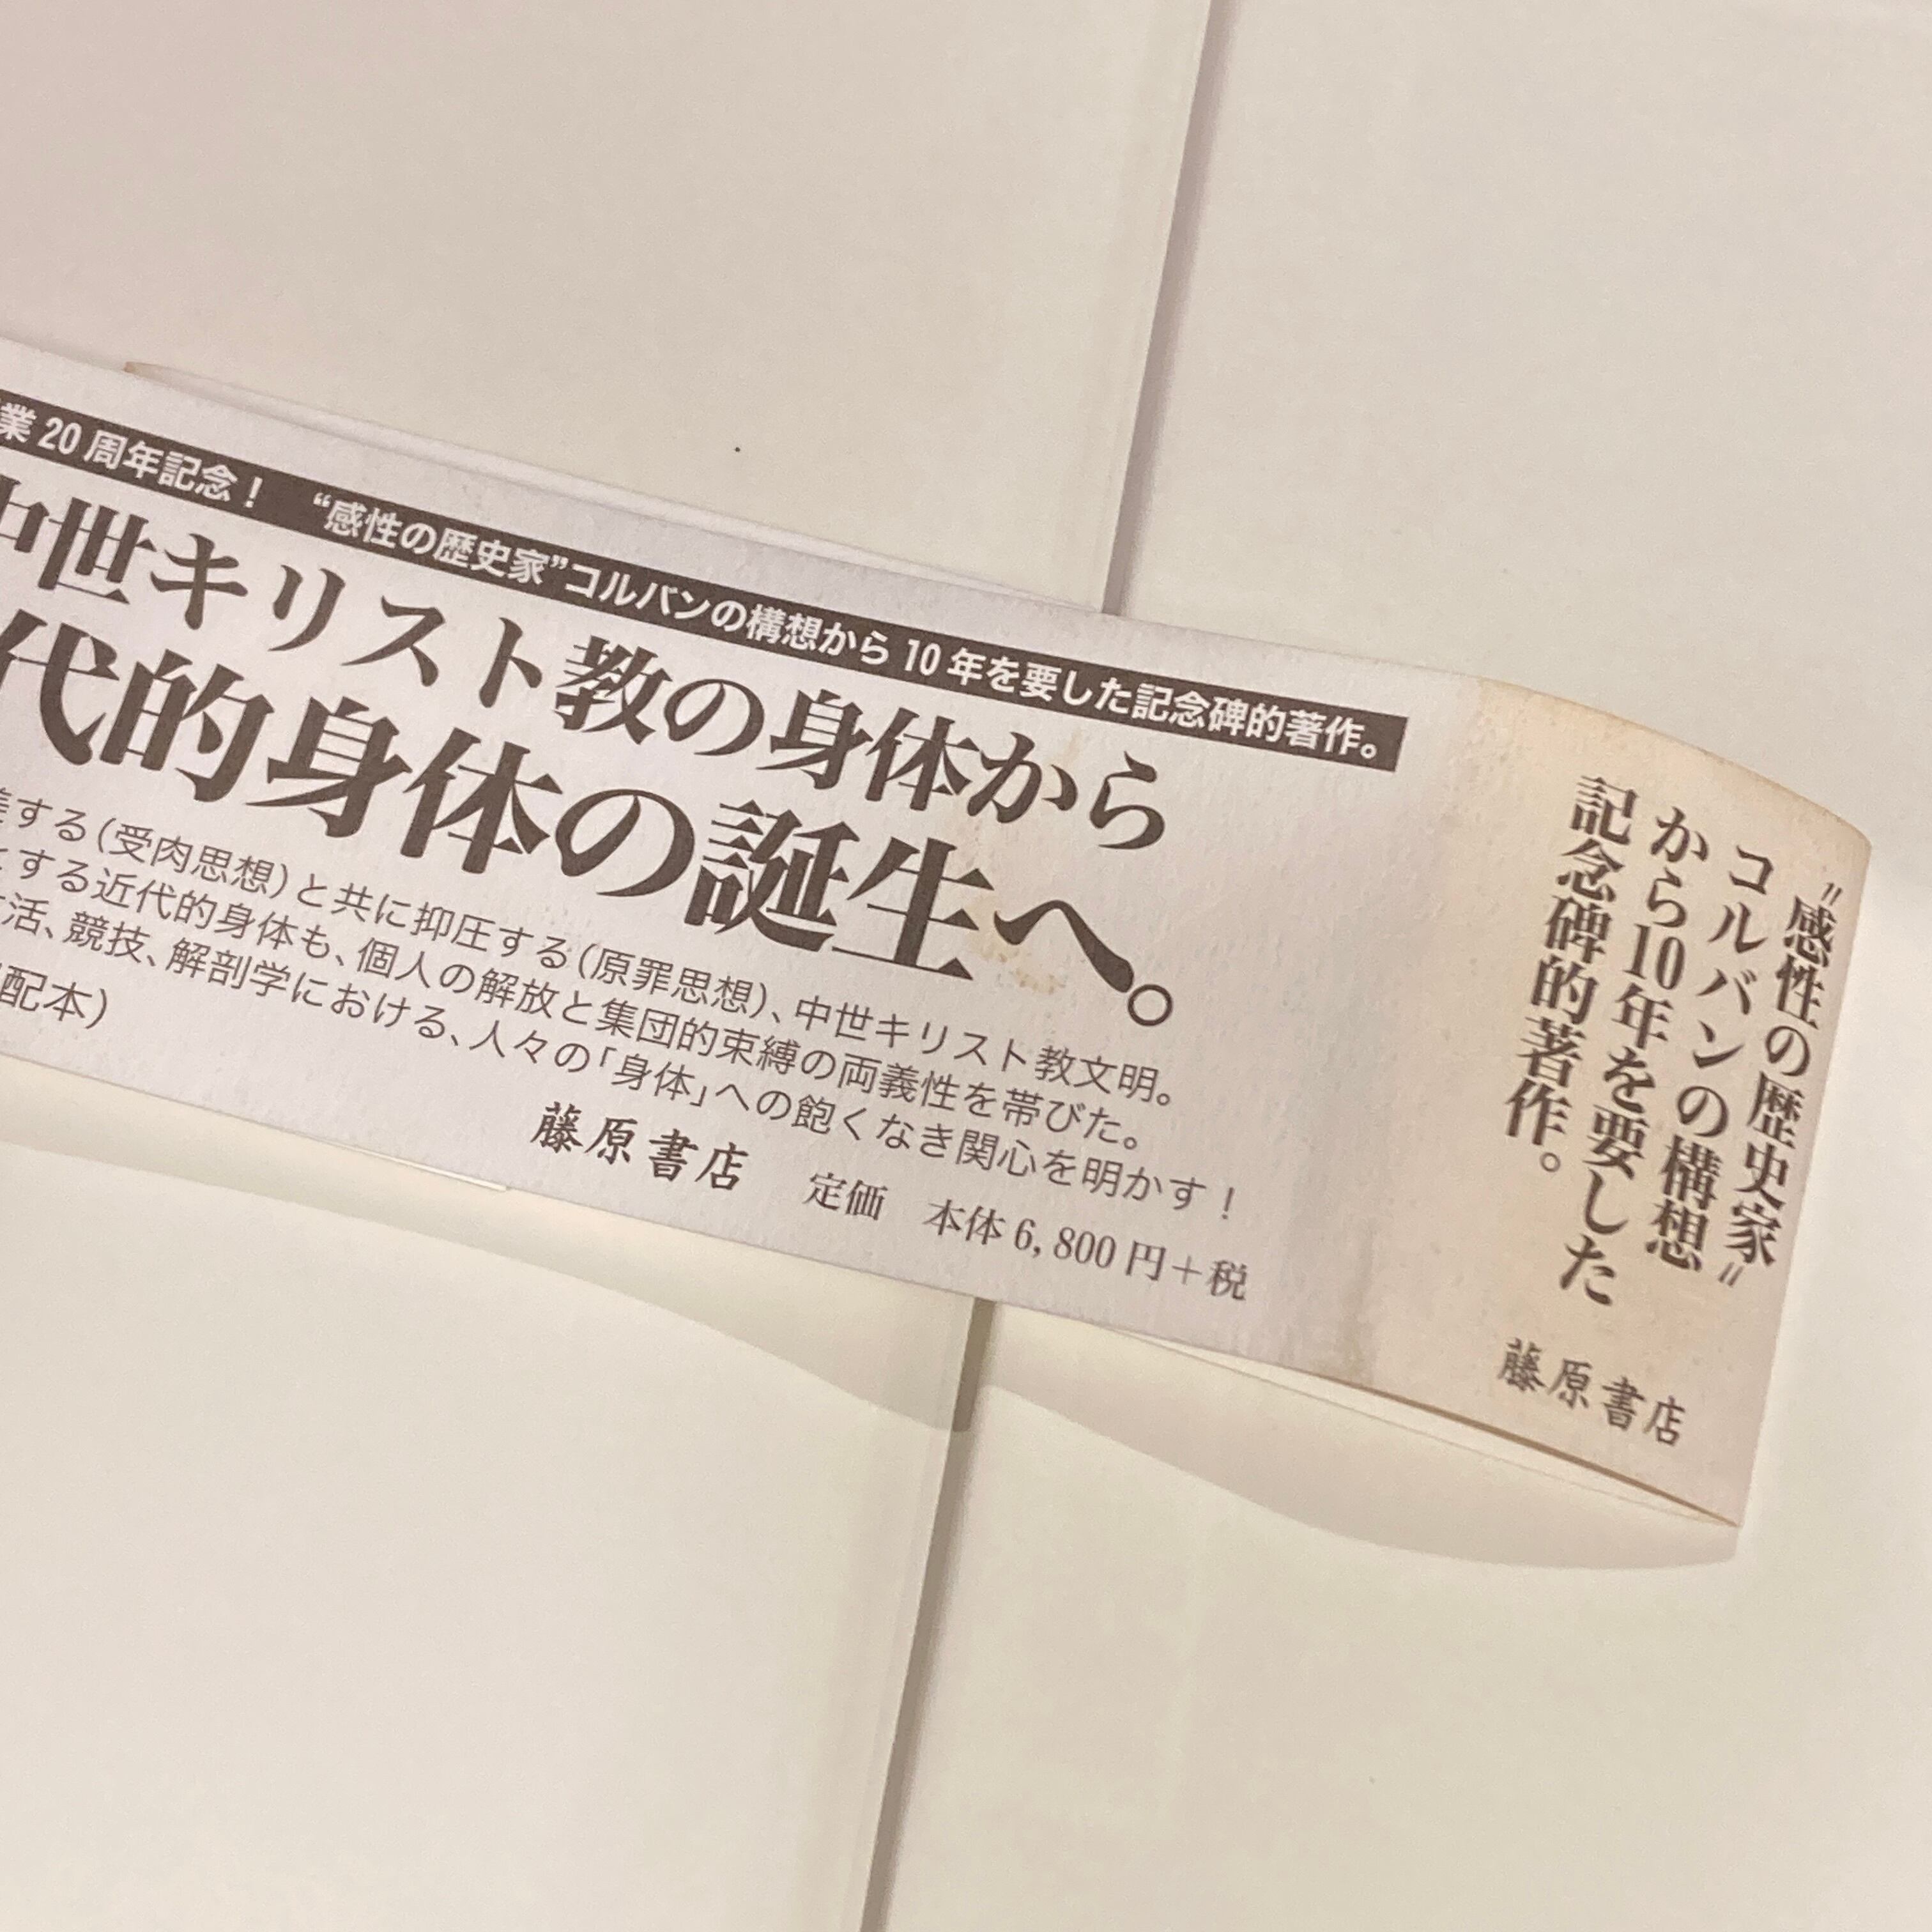 業20周年記念！ “感性の歴史家”コルバンの構想から10年を要した記念碑的著作。
中世キリスト教の身体から
代的身体の誕生へ。
する（受肉思想）と共に抑圧する（原罪思想）、中世キリスト教文明。
とする近代的身体も、個人の解放と集団的束縛の両義性を帯びた。
活、競技、解剖学における、人々の「身体」への飽くなき関心を明かす！
配本）
藤原書店 定価 本体6,800円＋税
〝感性の歴史家〟
コルバンの構想
から10年を要した
記念碑的著作。
藤原書店